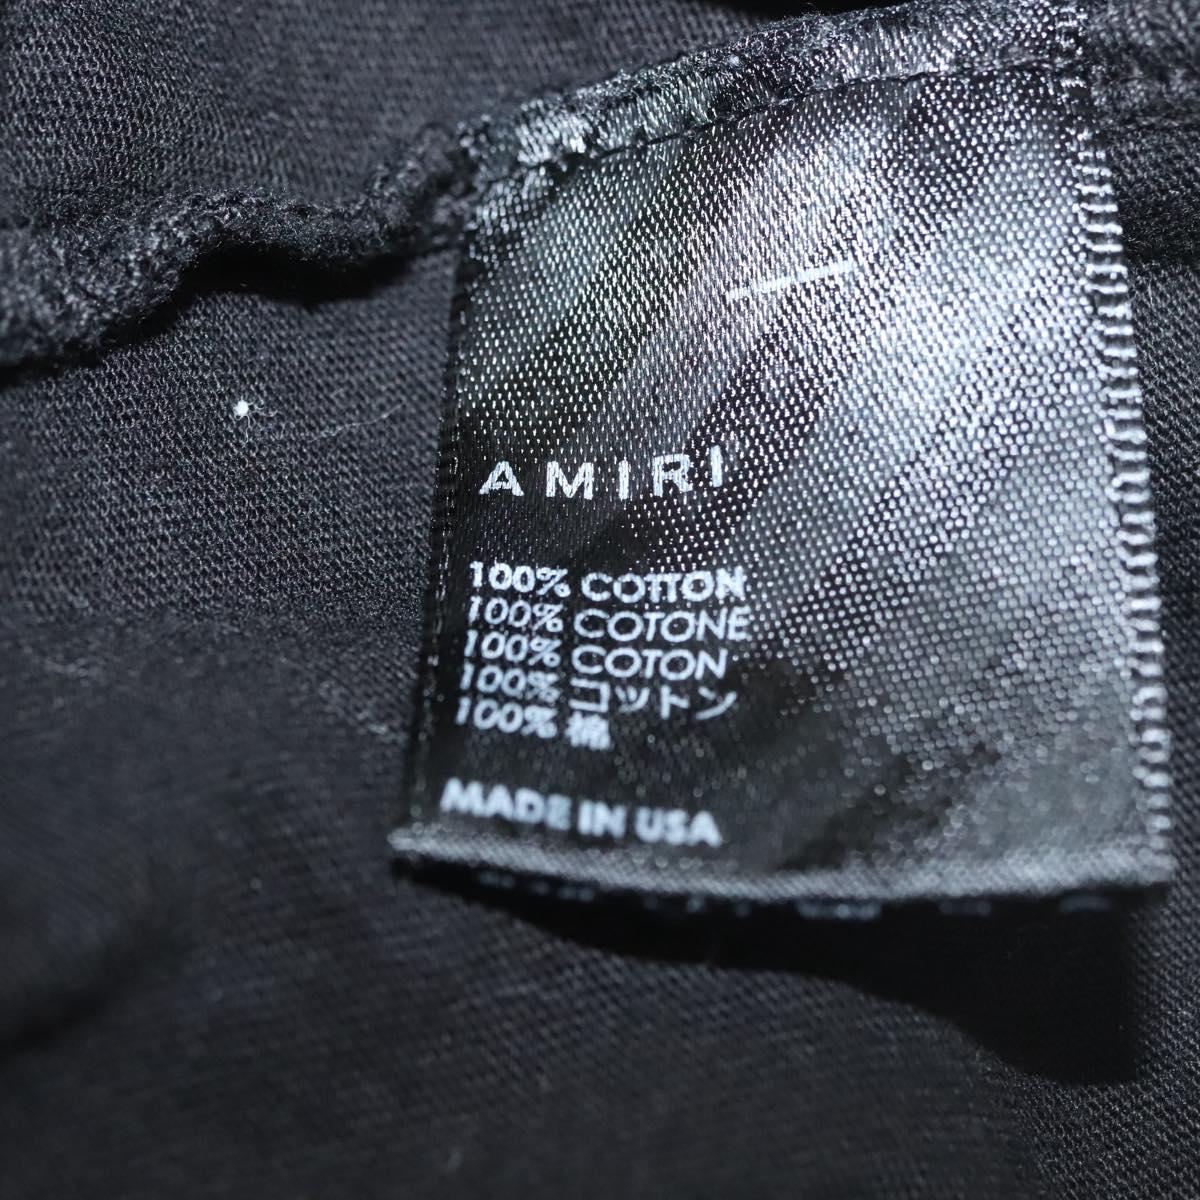 AMIRI
100% COTTON
100% COTONE
100% COTON
100% コットン
100% 棉
MADE IN USA